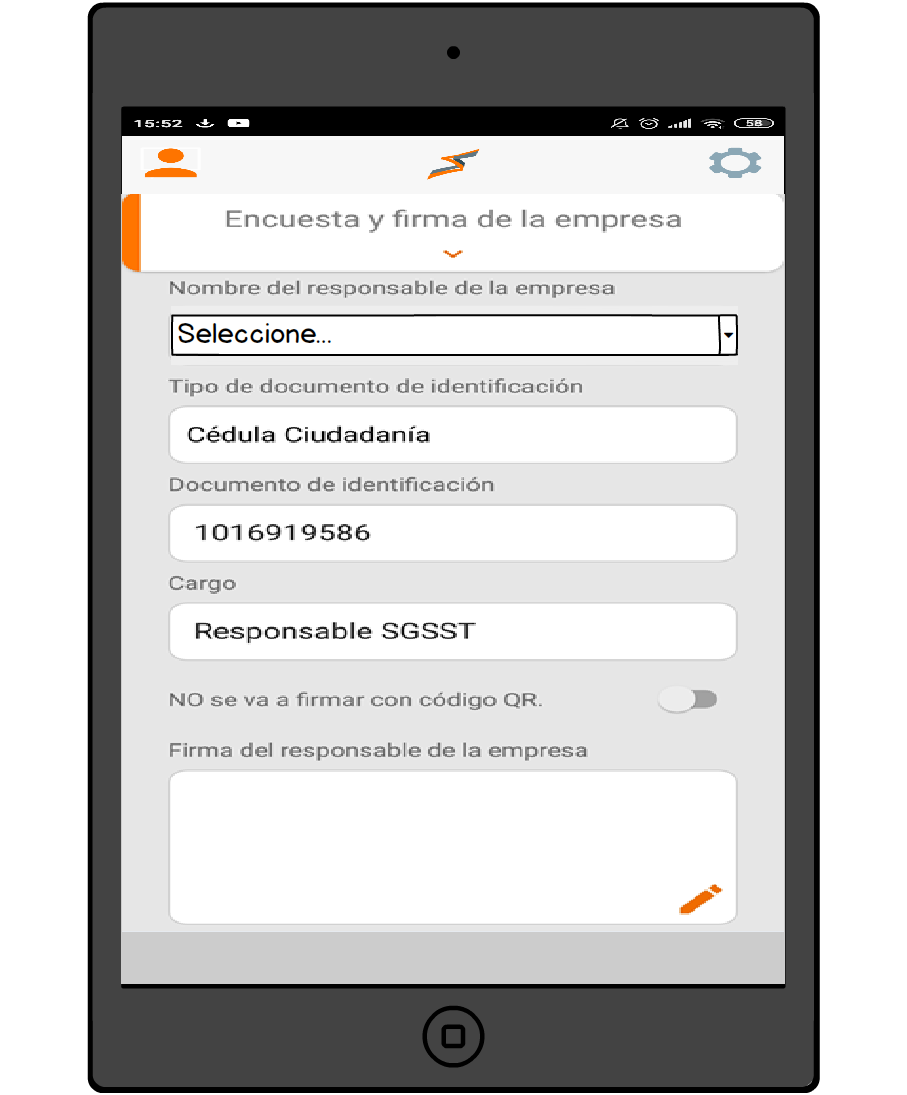 15:52
58
Encuesta y firma de la empresa
Nombre del responsable de la empresa
Seleccione...
Tipo de documento de identificación
Cédula Ciudadanía
Documento de identificación
1016919586
Cargo
Responsable SGSST
NO se va a firmar con código QR.
Firma del responsable de la empresa